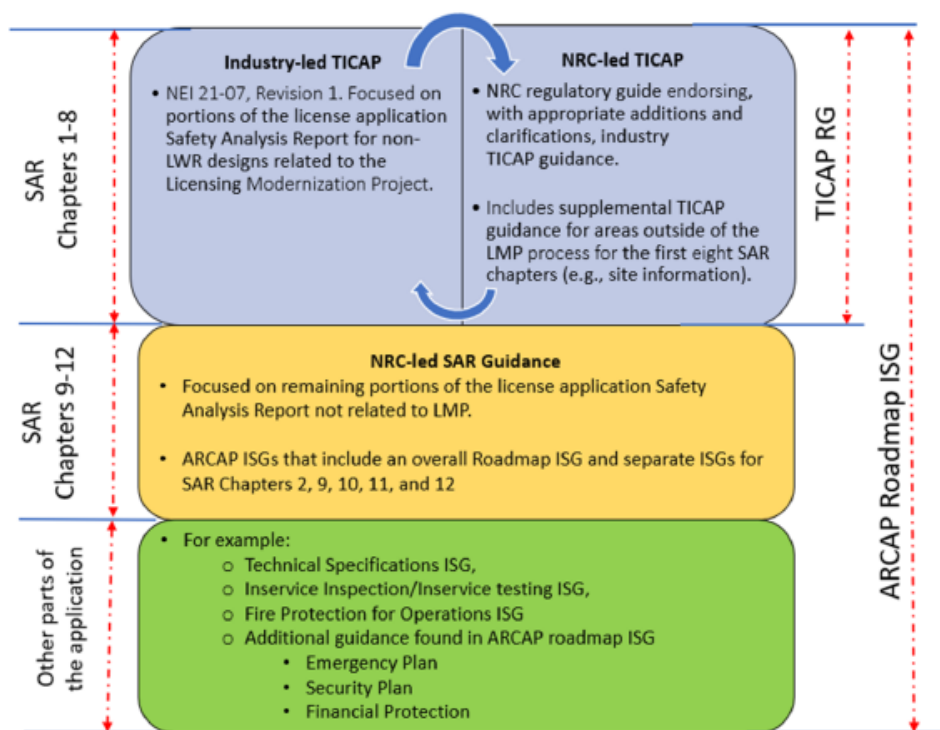 SAR
Chapters 1-8
Industry-led TICAP
• NEI 21-07, Revision 1. Focused on
portions of the license application
Safety Analysis Report for non-
LWR designs related to the
Licensing Modernization Project.
NRC-led TICAP
• NRC regulatory guide endorsing,
with appropriate additions and
clarifications, industry
TICAP guidance.
• Includes supplemental TICAP
guidance for areas outside of the
LMP process for the first eight SAR
chapters (e.g., site information).
TICAP RG
ARCAP Roadmap ISG
SAR
Chapters 9-12
NRC-led SAR Guidance
• Focused on remaining portions of the license application Safety
Analysis Report not related to LMP.
• ARCAP ISGs that include an overall Roadmap ISG and separate ISGs for
SAR Chapters 2, 9, 10, 11, and 12
Other parts of
the application
• For example:
o Technical Specifications ISG,
o Inservice Inspection/Inservice testing ISG,
o Fire Protection for Operations ISG
o Additional guidance found in ARCAP roadmap ISG
• Emergency Plan
• Security Plan
• Financial Protection